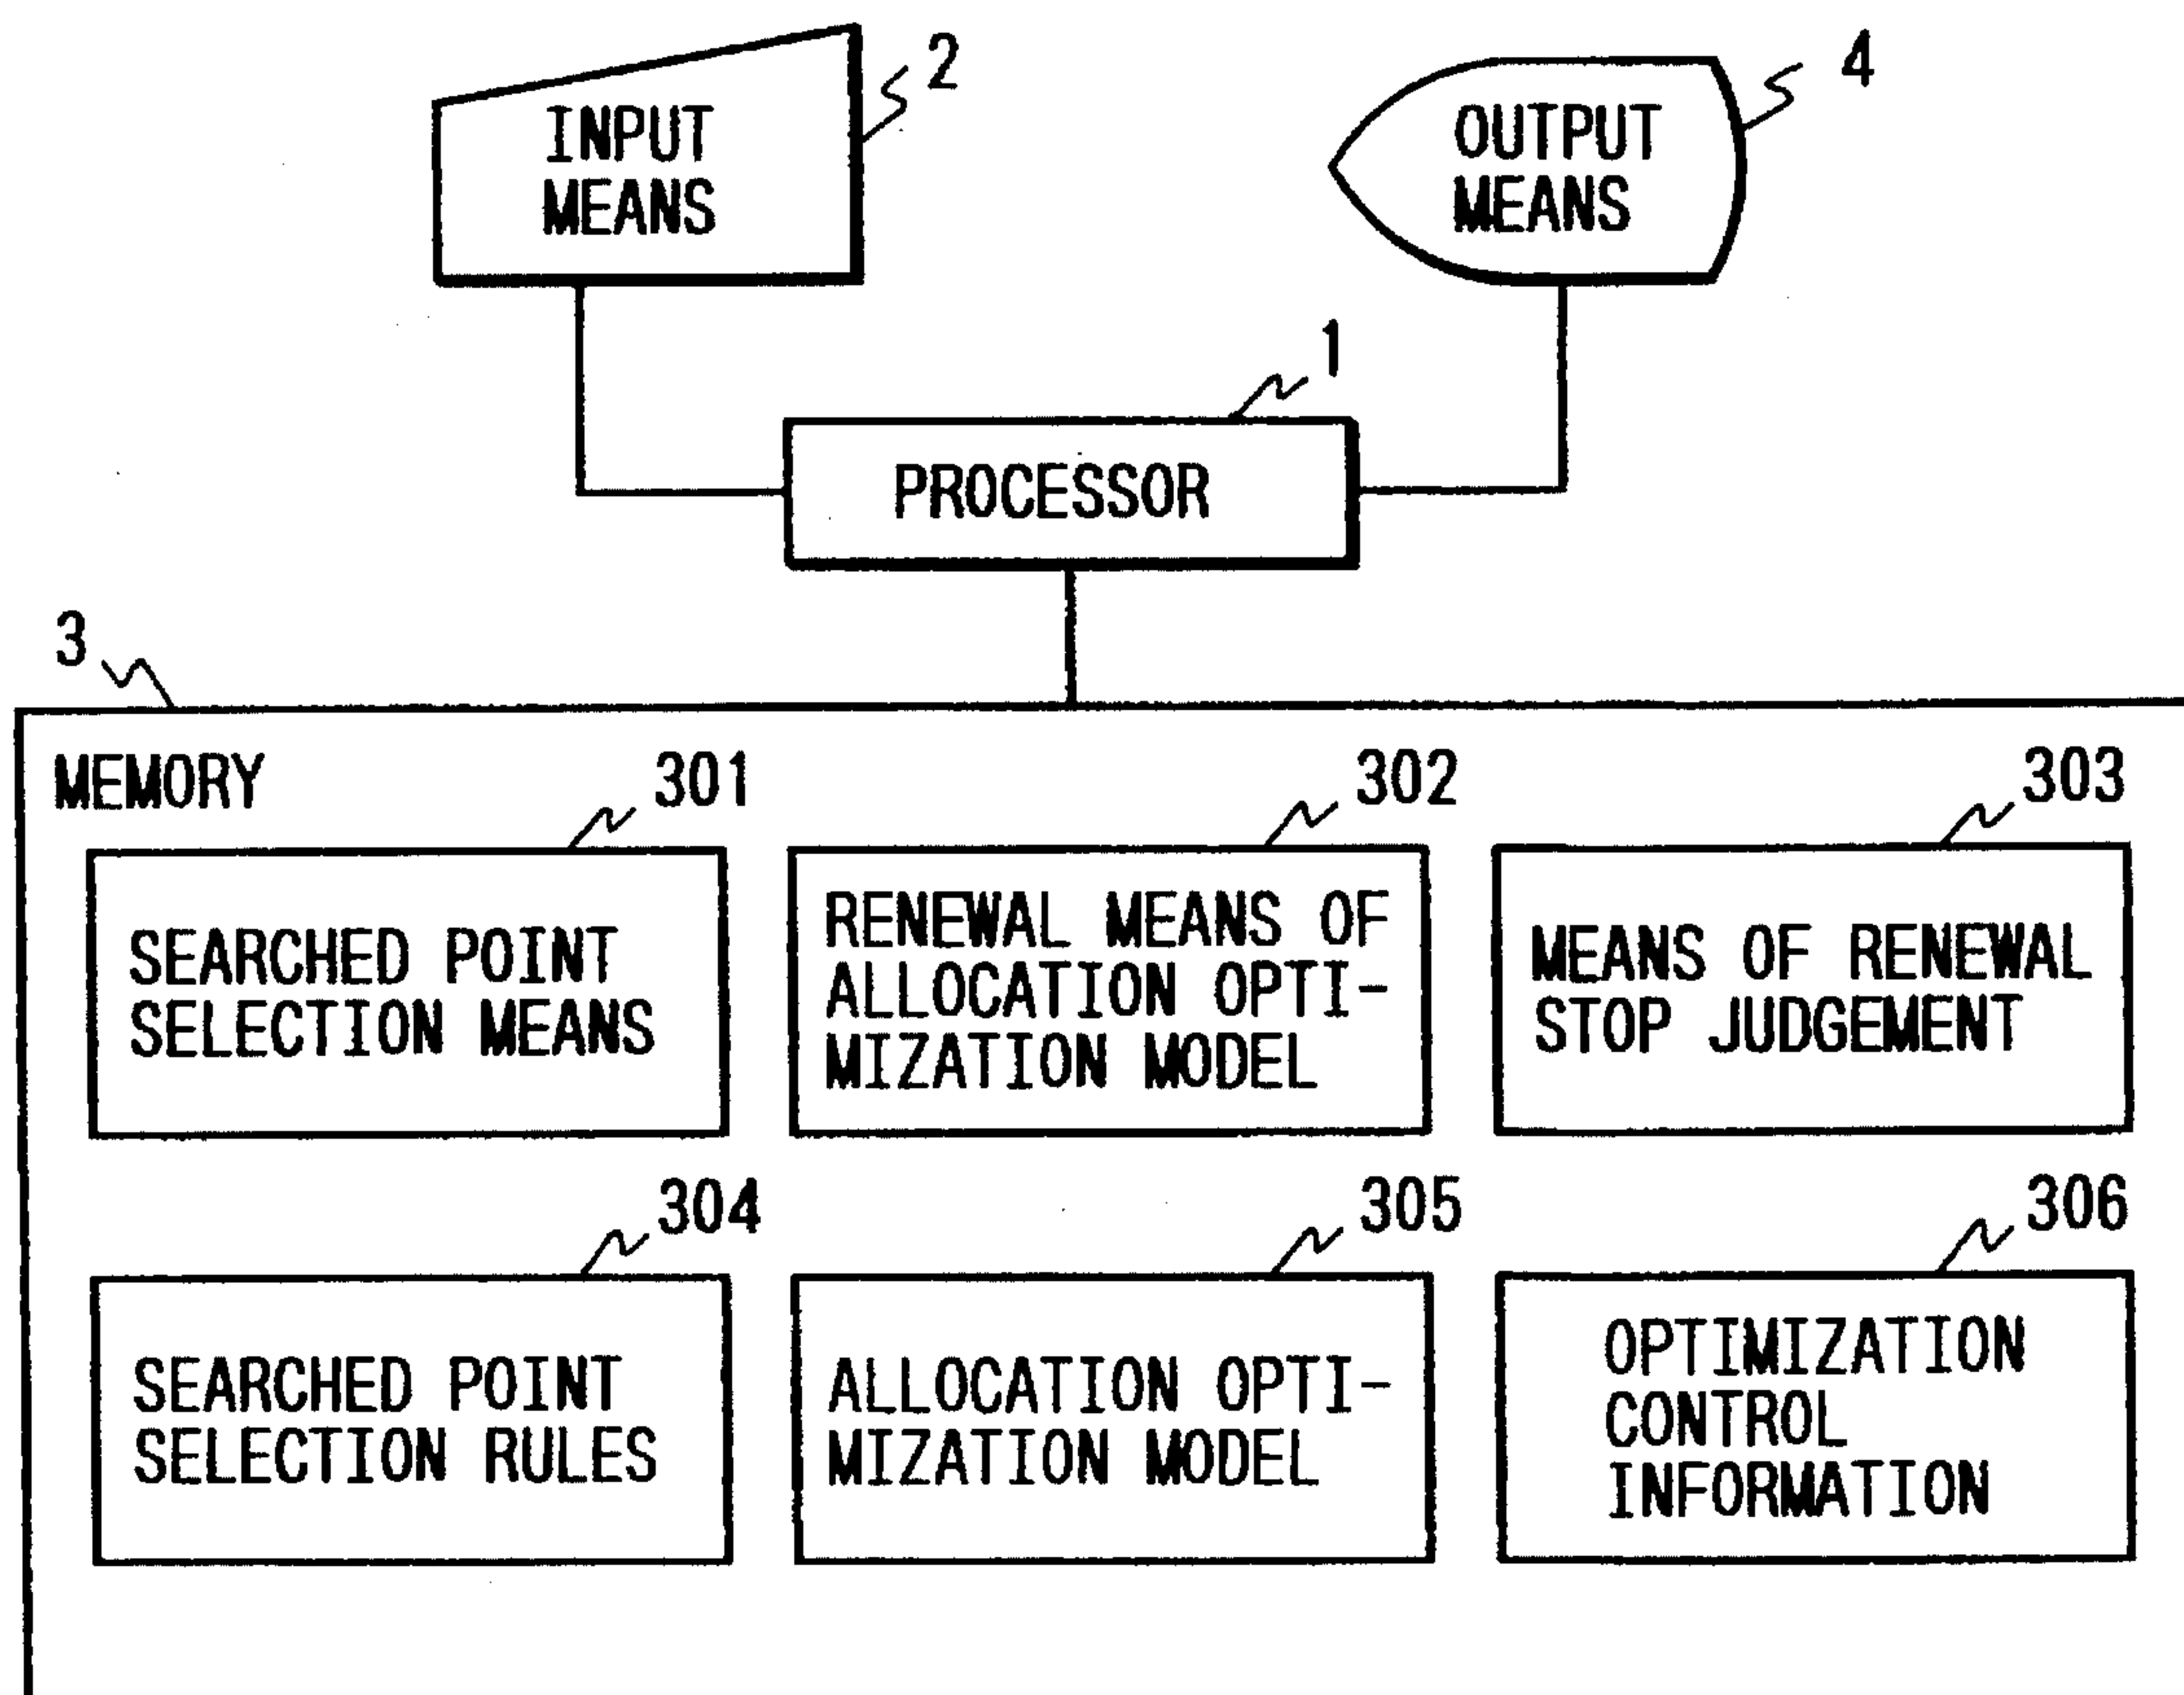 2
4
INPUT
MEANS
OUTPUT
MEANS
1
PROCESSOR
3
MEMORY
301
302
303
SEARCHED POINT
SELECTION MEANS
RENEWAL MEANS OF
ALLOCATION OPTI-
MIZATION MODEL
MEANS OF RENEWAL
STOP JUDGEMENT
304
305
306
SEARCHED POINT
SELECTION RULES
ALLOCATION OPTI-
MIZATION MODEL
OPTIMIZATION
CONTROL
INFORMATION